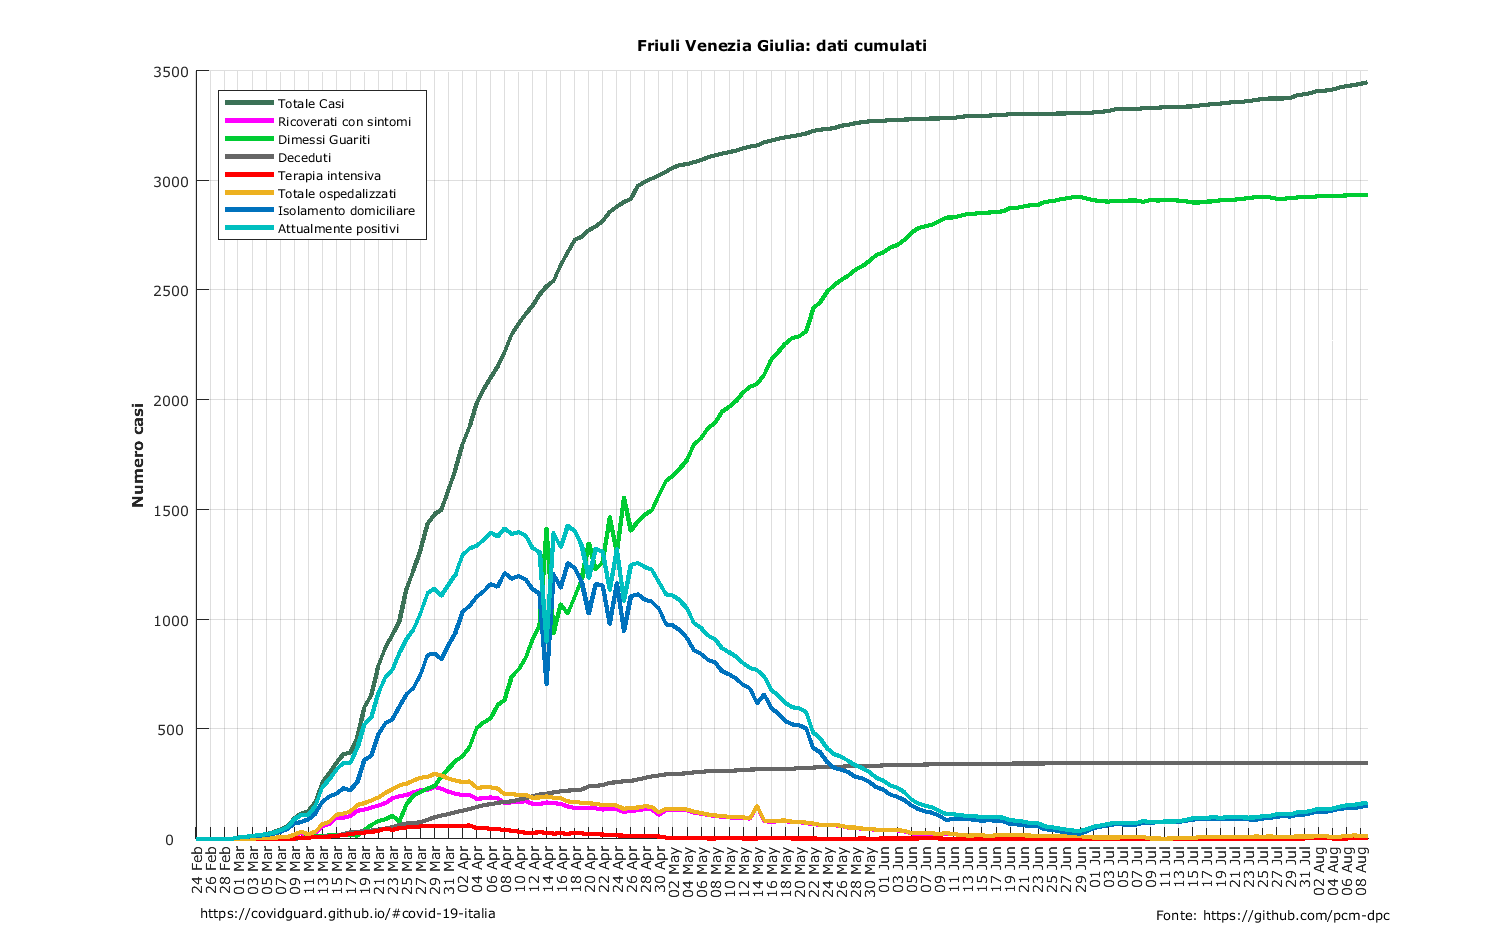 Friuli Venezia Giulia: dati cumulati
3500
3000
2500
2000
1500
1000
500
0
Numero casi
Totale Casi
Ricoverati con sintomi
Dimessi Guariti
Deceduti
Terapia intensiva
Totale ospedalizzati
Isolamento domiciliare
Attualmente positivi
24 Feb
26 Feb
28 Feb
01 Mar
03 Mar
05 Mar
07 Mar
09 Mar
11 Mar
13 Mar
15 Mar
17 Mar
19 Mar
21 Mar
23 Mar
25 Mar
27 Mar
29 Mar
31 Mar
02 Apr
04 Apr
06 Apr
08 Apr
10 Apr
12 Apr
14 Apr
16 Apr
18 Apr
20 Apr
22 Apr
24 Apr
26 Apr
28 Apr
30 Apr
02 May
04 May
06 May
08 May
10 May
12 May
14 May
16 May
18 May
20 May
22 May
24 May
26 May
28 May
30 May
01 Jun
03 Jun
05 Jun
07 Jun
09 Jun
11 Jun
13 Jun
15 Jun
17 Jun
19 Jun
21 Jun
23 Jun
25 Jun
27 Jun
29 Jun
01 Jul
03 Jul
05 Jul
07 Jul
09 Jul
11 Jul
13 Jul
15 Jul
17 Jul
19 Jul
21 Jul
23 Jul
25 Jul
27 Jul
29 Jul
31 Jul
02 Aug
04 Aug
06 Aug
08 Aug
https://covidguard.github.io/#covid-19-italia
Fonte: https://github.com/pcm-dpc